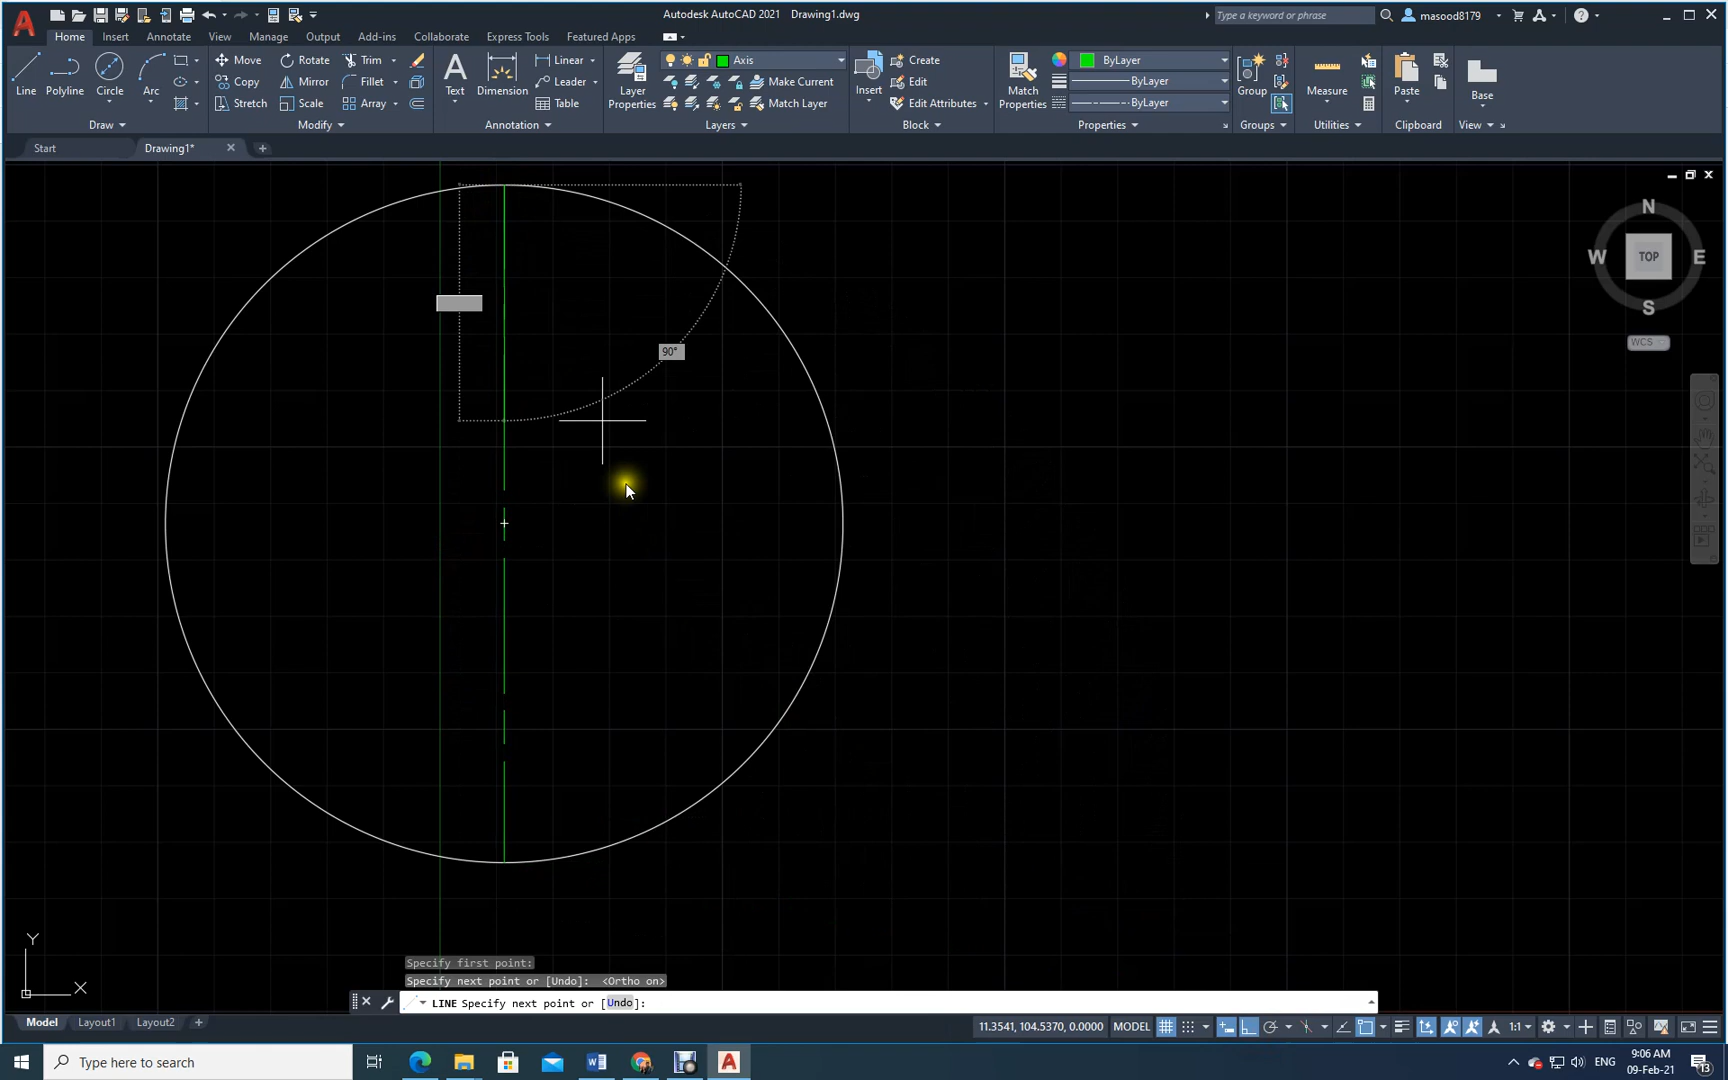 Autodesk AutoCAD 2021 Drawing1.dwg
Type a keyword or phrase
masood8179
Home Insert Annotate View Manage Output Add-ins Collaborate Express Tools Featured Apps
Line Polyline Circle Arc
Move Rotate Trim
Copy Mirror Fillet
Stretch Scale Array
Text Dimension
Linear
Leader
Table
Layer Properties
Axis
Make Current
Match Layer
Insert
Create
Edit
Edit Attributes
Match Properties
ByLayer
ByLayer
ByLayer
Group
Measure
Paste
Base
Draw Modify Annotation Layers Block Properties Groups Utilities Clipboard View
Start Drawing1*
N
W TOP E
S
WCS
90°
Y
X
Specify first point:
Specify next point or [Undo]: <Ortho on>
LINE Specify next point or [Undo]:
Model Layout1 Layout2
11.3541, 104.5370, 0.0000 MODEL 1:1
Type here to search
ENG
9:06 AM
09-Feb-21
13